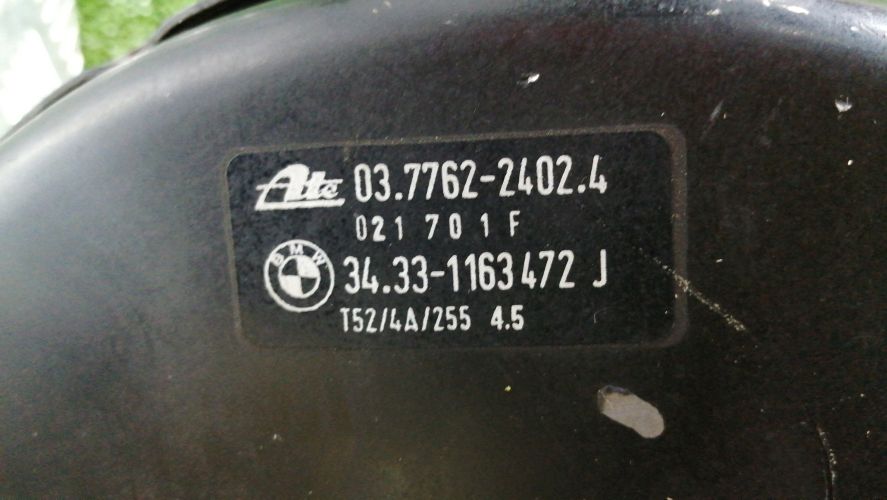 Ate 03.7762-2402.4
021 701 F
BMW 34.33-1163472 J
T52/4A/255 4.5